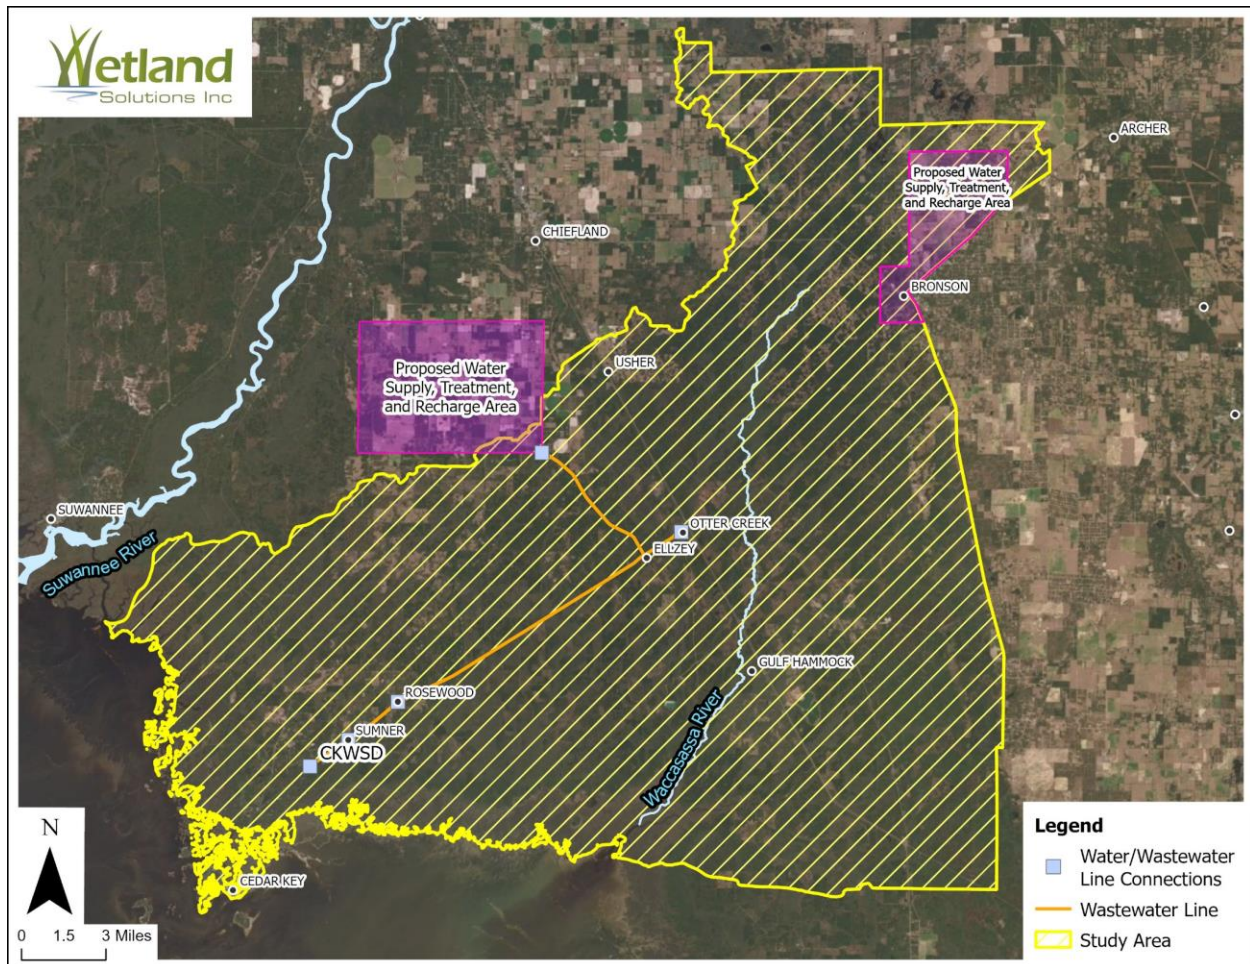 Wetland
Solutions Inc
ARCHER
Proposed Water
Supply, Treatment,
and Recharge Area
CHIEFLAND
BRONSON
USHER
Proposed Water
Supply, Treatment,
and Recharge Area
SUWANNEE
OTTER CREEK
ELLZEY
Suwannee River
GULF HAMMOCK
ROSEWOOD
SUMNER
CKWSD
Waccasassa River
CEDAR KEY
N
0 1.5 3 Miles
Legend
Water/Wastewater
Line Connections
Wastewater Line
Study Area